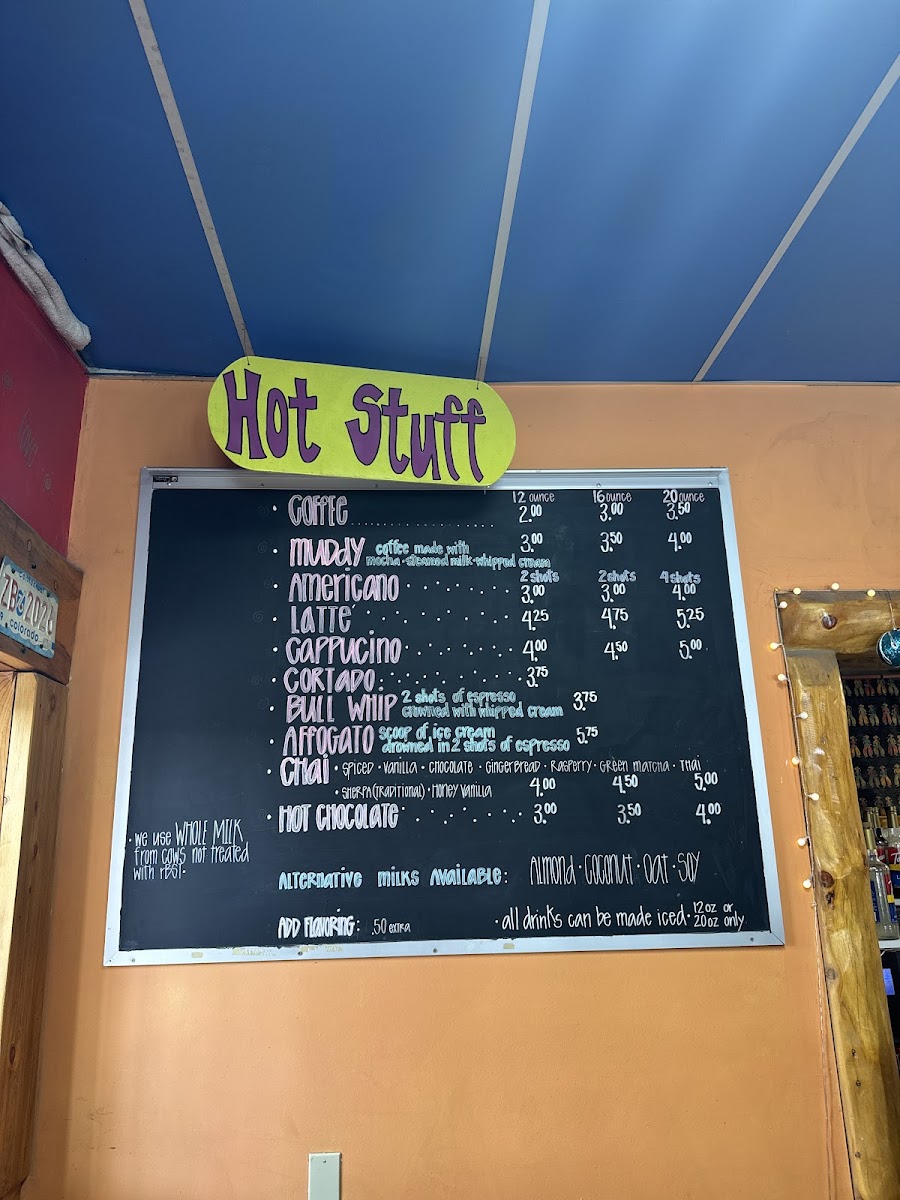 Hot Stuff
12 ounce 16 ounce 20 ounce
• COFFEE 2.00 3.00 3.50
• MUDDY coffee made with mocha • steamed milk • whipped cream 3.00 3.50 4.00
2 shots 2 shots 4 shots
• AMERICANO 3.00 3.00 4.00
• LATTE 4.25 4.75 5.25
• CAPPUCINO 4.00 4.50 5.00
• CORTADO 3.75
• BULL WHIP 2 shots of espresso crowned with whipped cream 3.75
• AFFOGATO scoop of ice cream drowned in 2 shots of espresso 5.75
• CHAI • SPICED • VANILLA • CHOCOLATE • GINGERBREAD • RASPERRY • GREEN MATCHA • THAI
• SHERPA (TRADITIONAL) • HONEY VANILLA 4.00 4.50 5.00
• HOT CHOCOLATE 3.00 3.50 4.00
• WE USE WHOLE MILK
from cows not treated
with rBST•
ALTERNATIVE MILKS AVAILABLE: ALMOND • COCONUT • OAT • SOY
ADD FLAVORING: .50 EXTRA
• all drinks can be made iced • 12 oz or 20 oz only
colorado